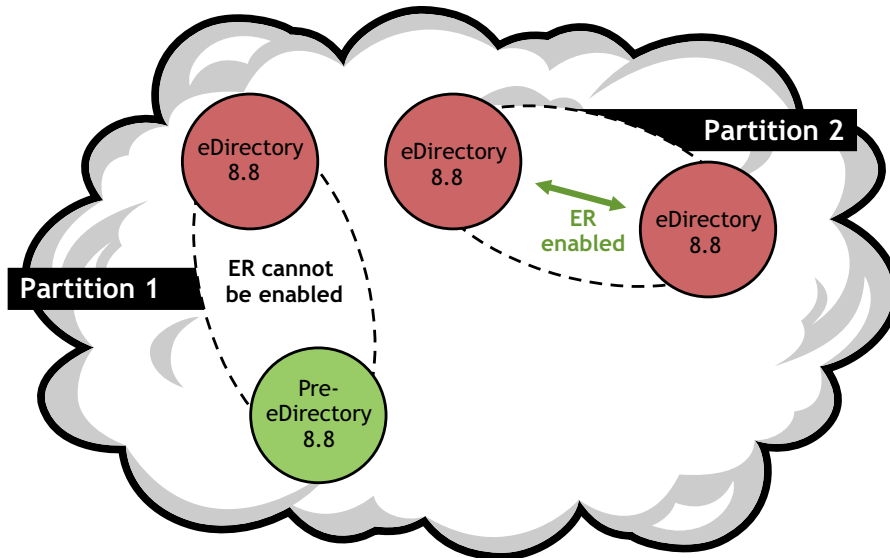 eDirectory
8.8
eDirectory
8.8
Partition 2
eDirectory
8.8
ER
enabled
Partition 1
ER cannot
be enabled
Pre-
eDirectory
8.8